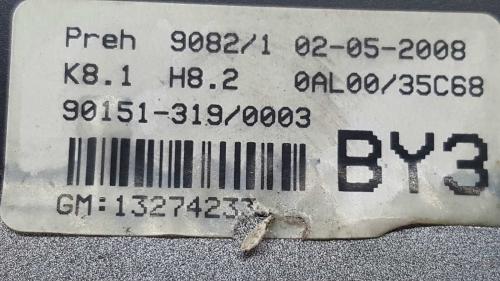 Preh 9082/1 02-05-2008
K8.1 H8.2 0AL00/35C68
90151-319/0003
BY3
GM:13274233